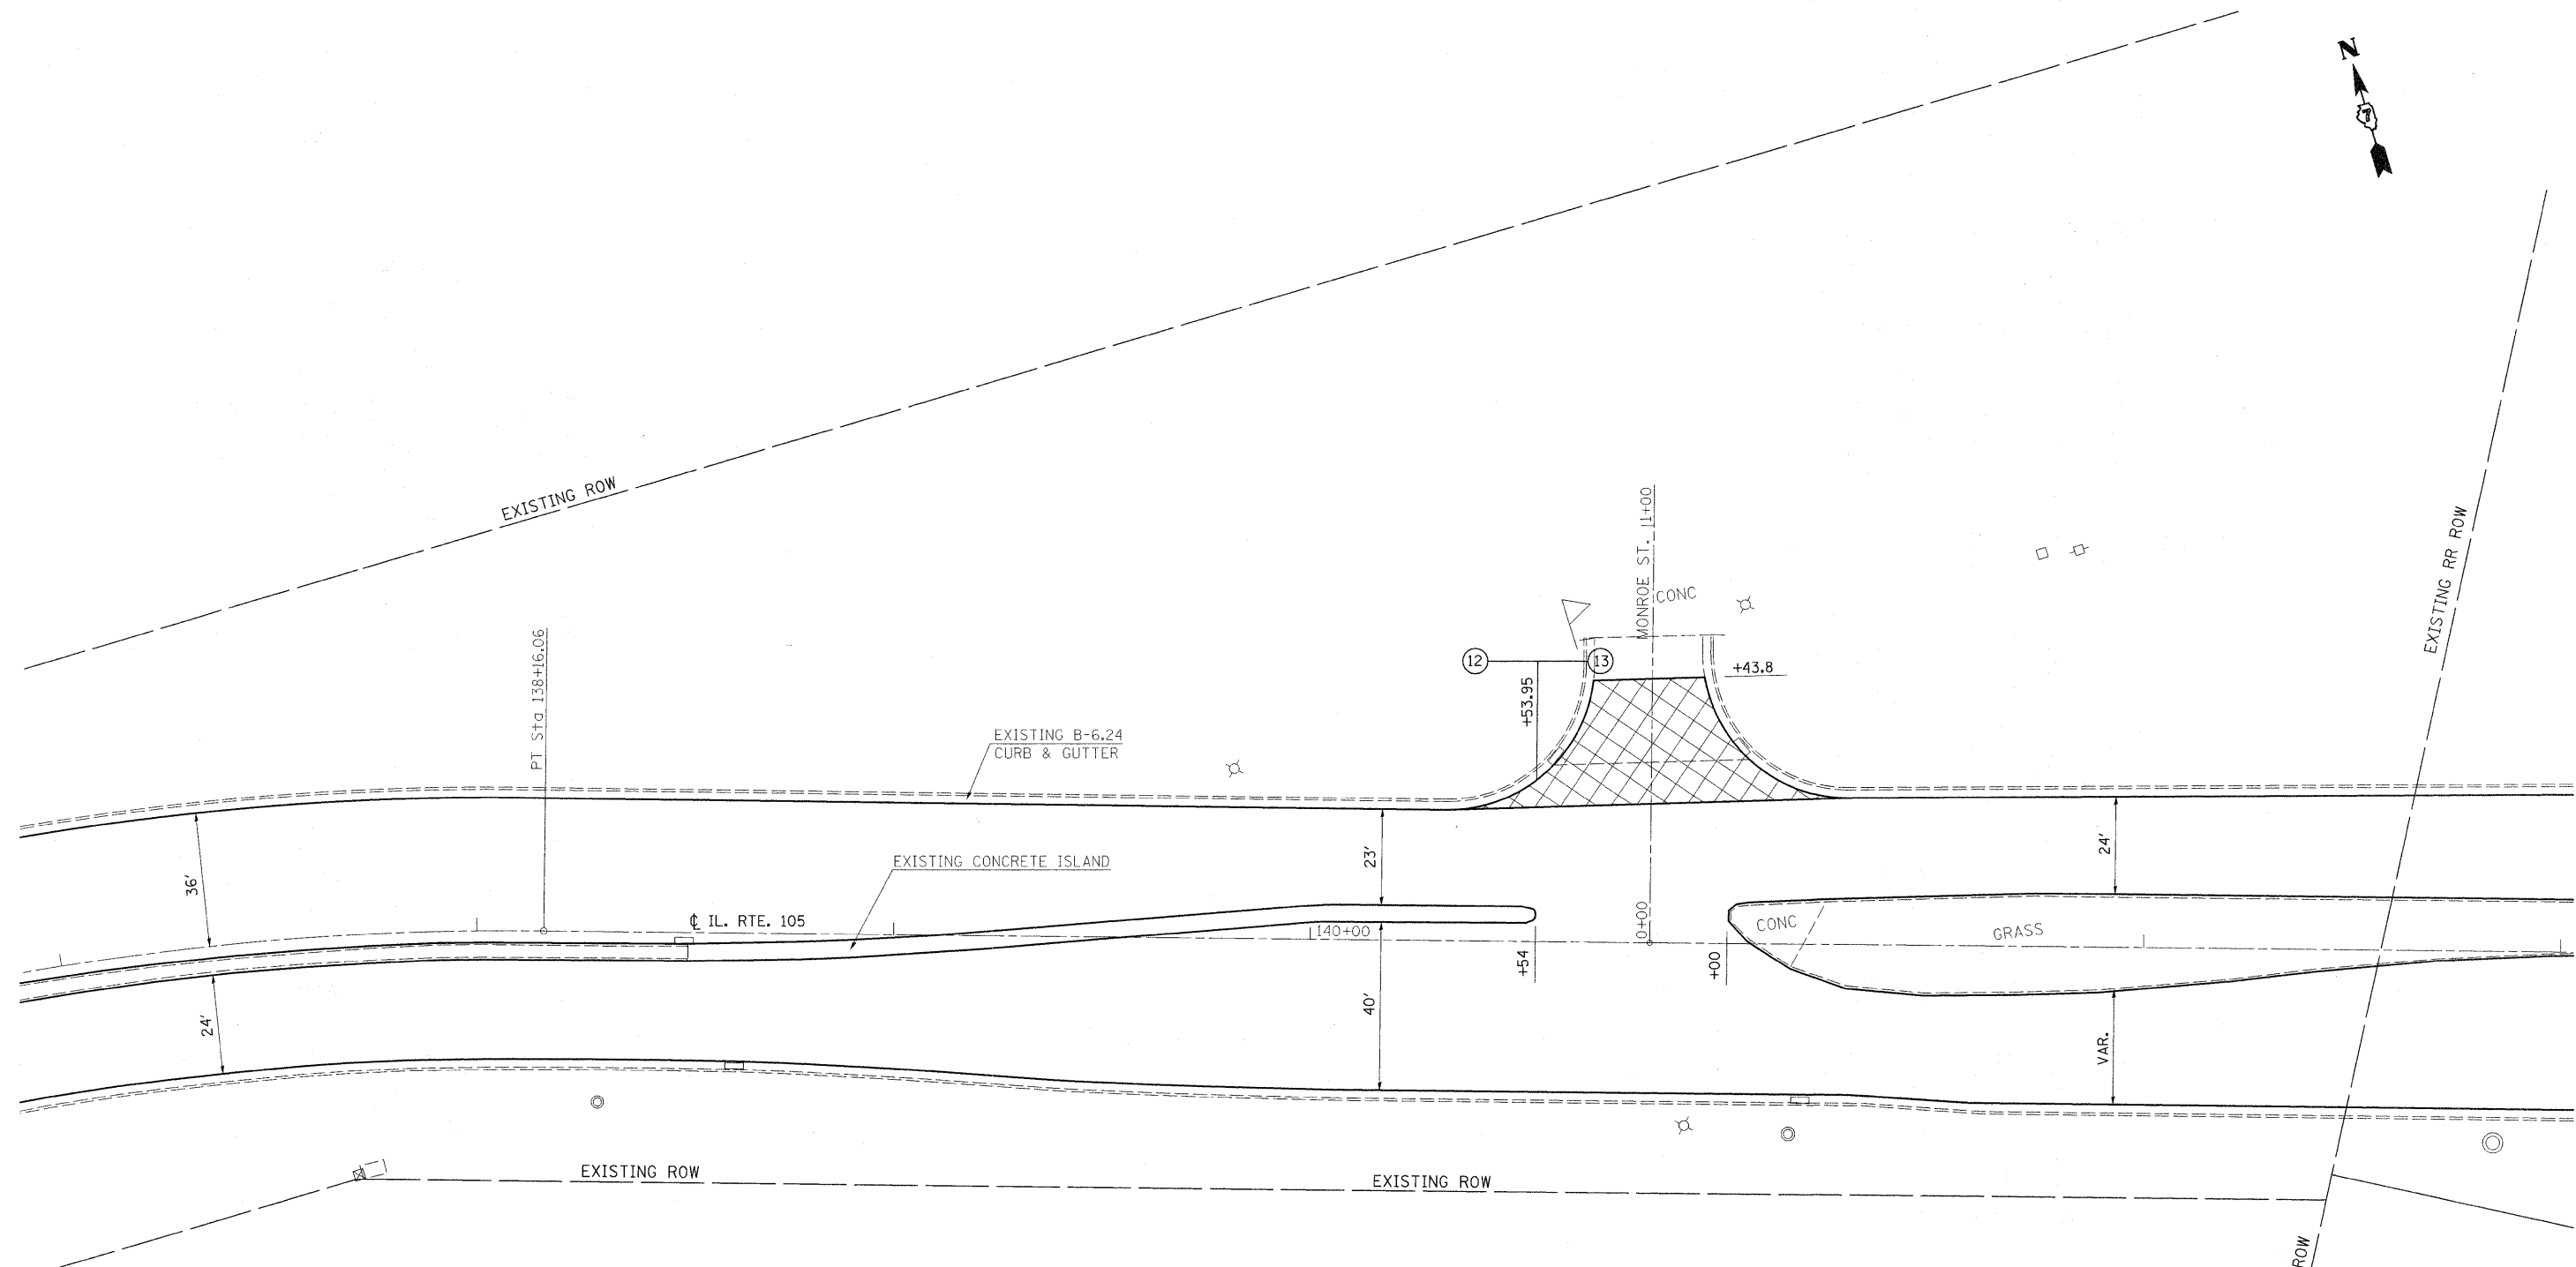 N
7
EXISTING ROW
EXISTING RR ROW
MONROE ST.
1+00
CONC
PT Sta 138+16.06
12
13
+43.8
+53.95
EXISTING B-6.24
CURB & GUTTER
EXISTING CONCRETE ISLAND
36'
23'
24'
℄ IL. RTE. 105
140+00
0+00
+54
+00
CONC
GRASS
24'
40'
VAR.
EXISTING ROW
EXISTING ROW
ROW